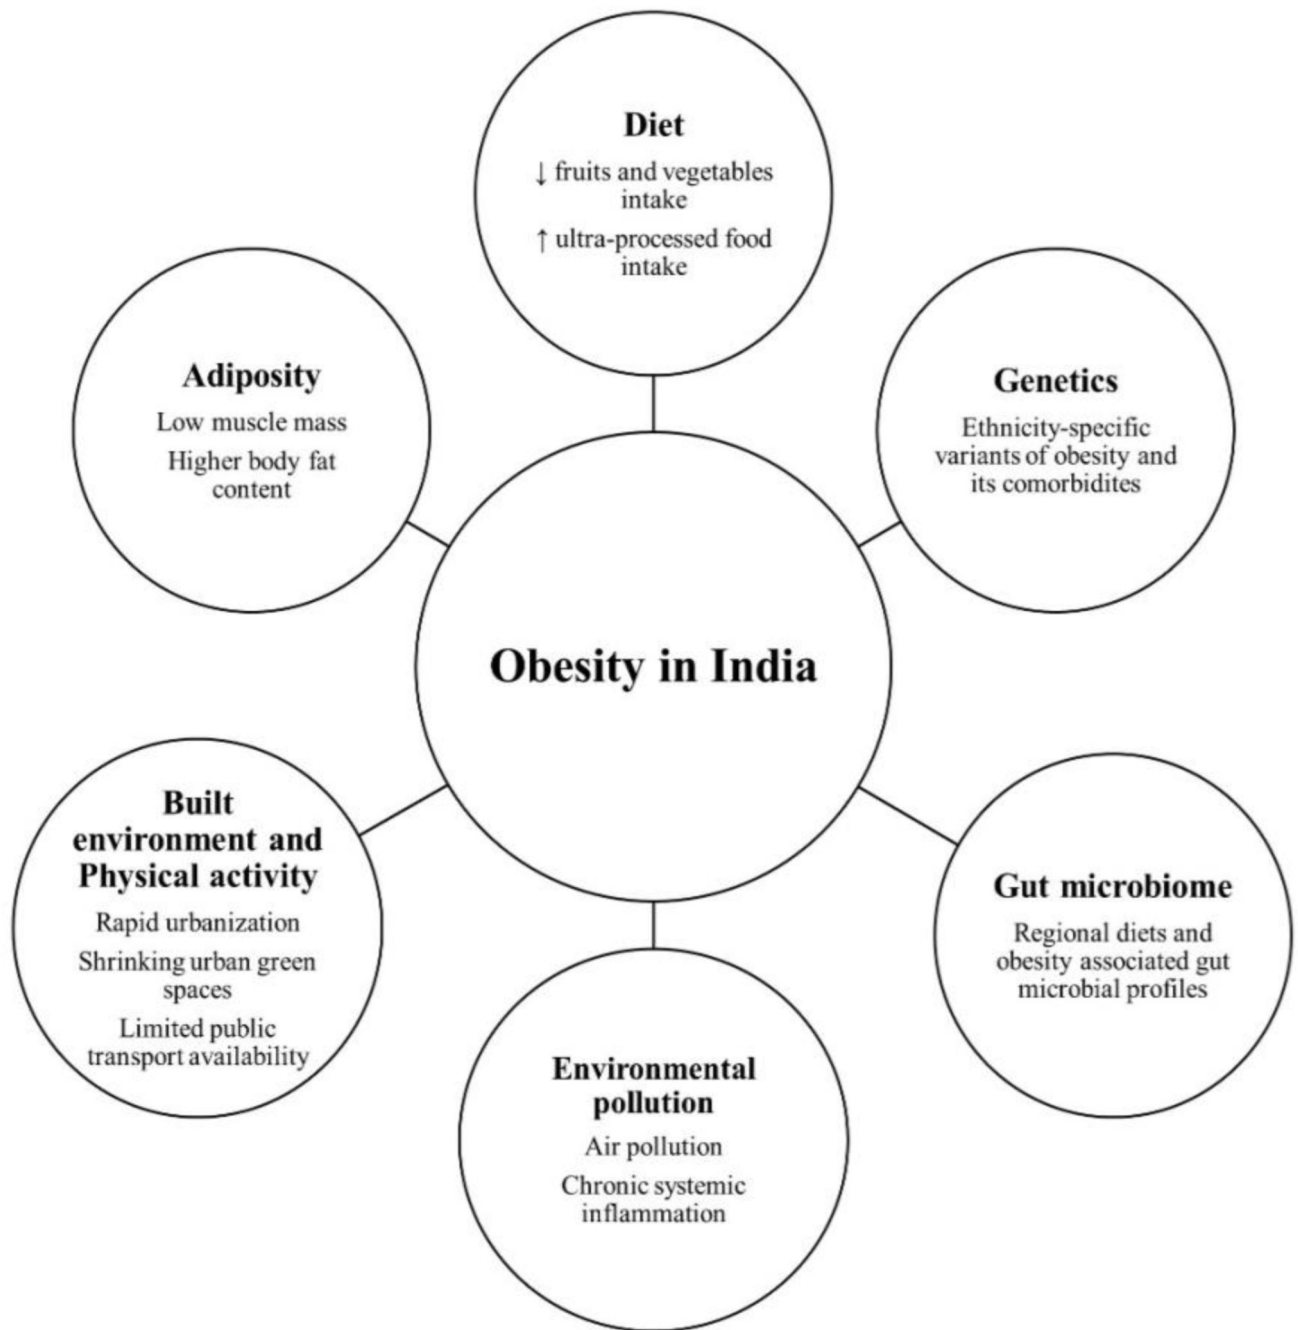 Diet
↓ fruits and vegetables
intake
↑ ultra-processed food
intake
Adiposity
Low muscle mass
Higher body fat
content
Genetics
Ethnicity-specific
variants of obesity and
its comorbidites
Obesity in India
Built
environment and
Physical activity
Rapid urbanization
Shrinking urban green
spaces
Limited public
transport availability
Gut microbiome
Regional diets and
obesity associated gut
microbial profiles
Environmental
pollution
Air pollution
Chronic systemic
inflammation